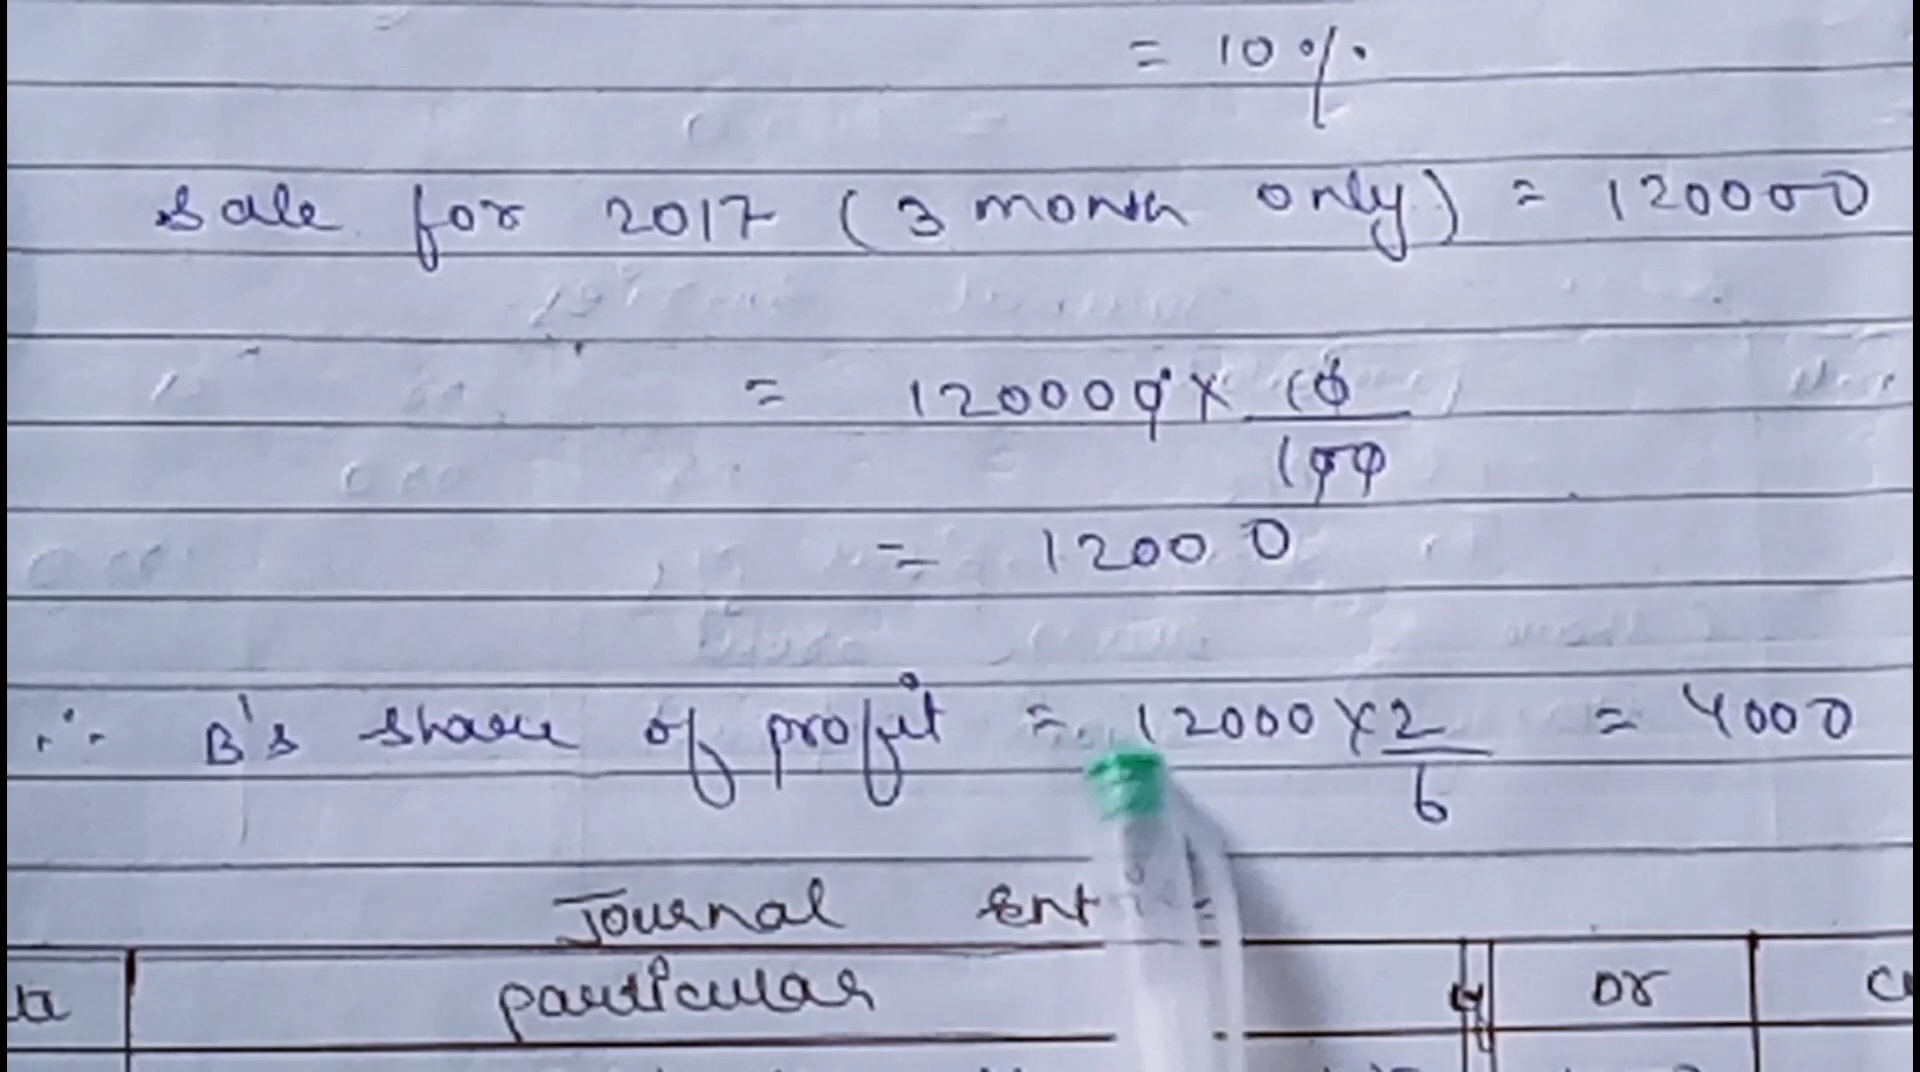 = 10%
Sale for 2017 (3 month only) = 120000
= 120000 x 10/100
= 12000
∴ B's share of profit = 12000 x 2/6 = 4000
Journal
particular Dr